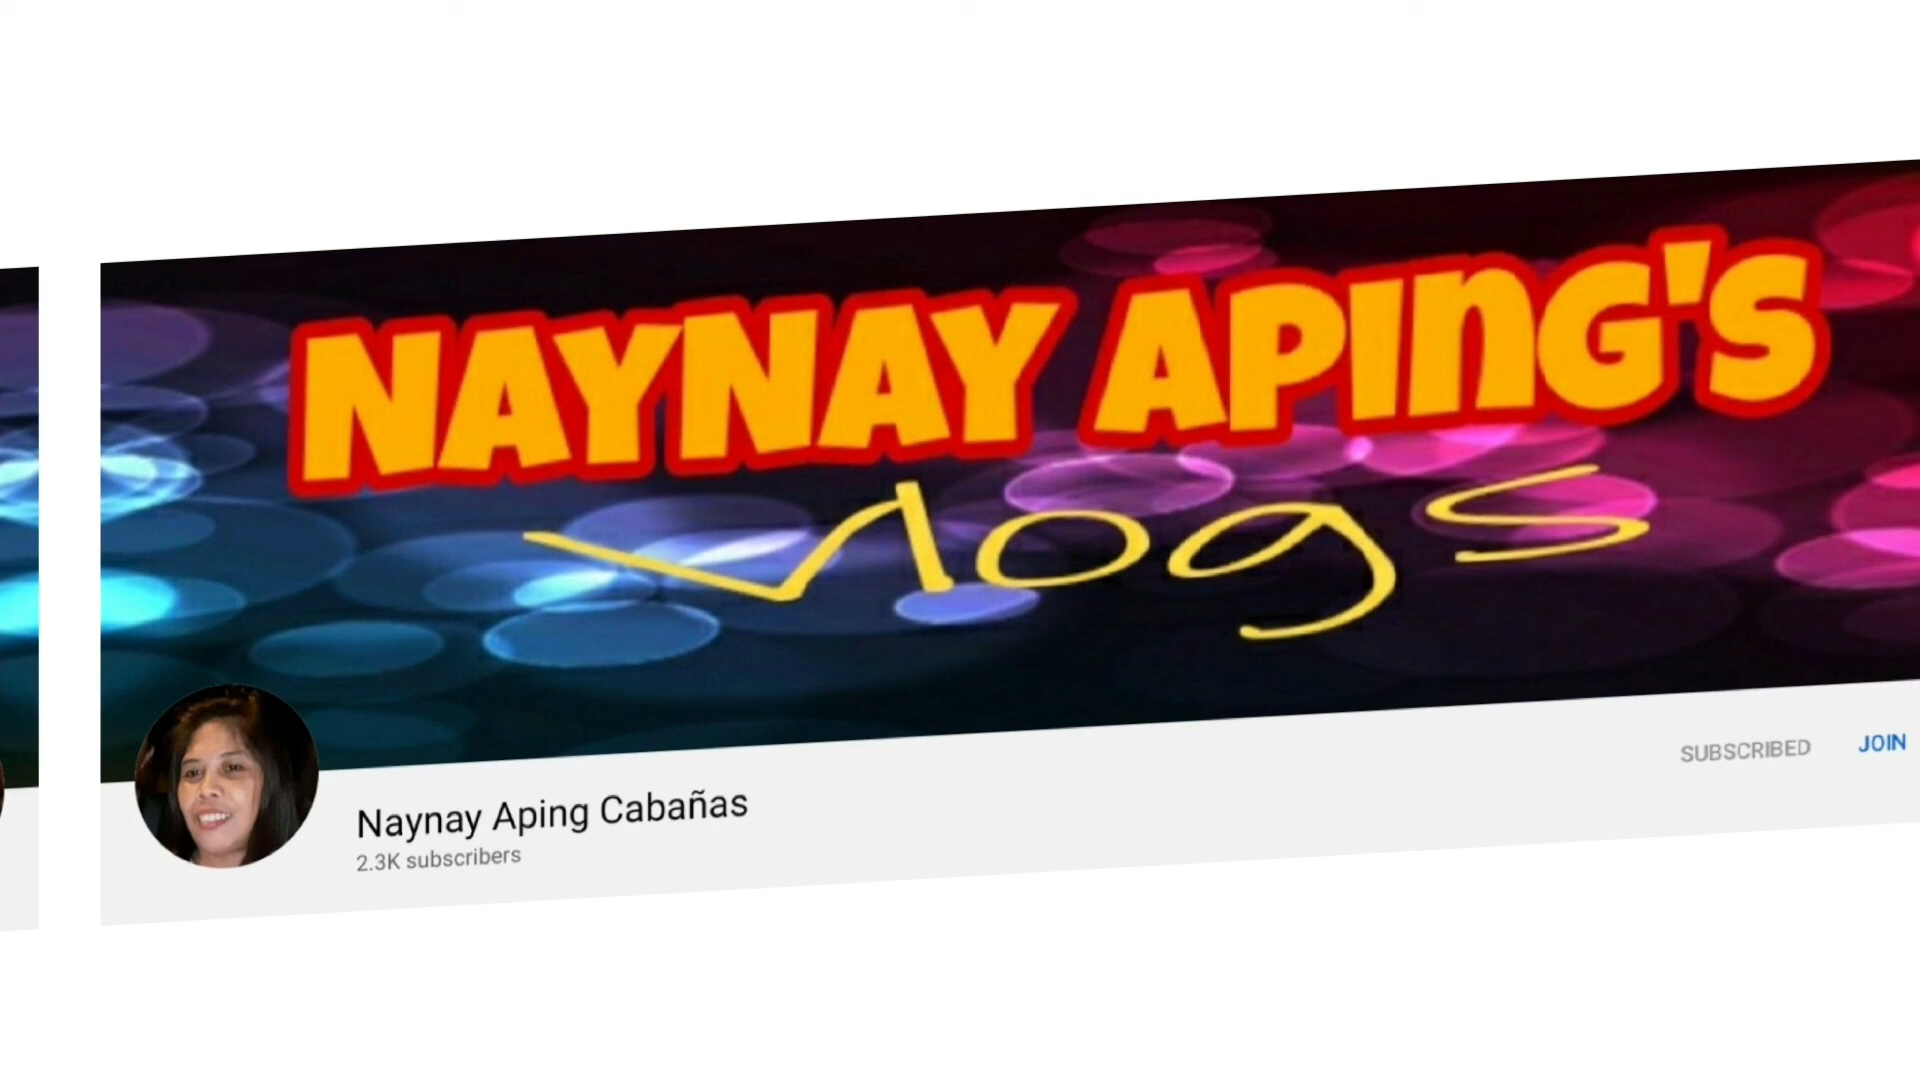 NAYNAY APING'S
vlogs
Naynay Aping Cabañas
2.3K subscribers
SUBSCRIBED JOIN